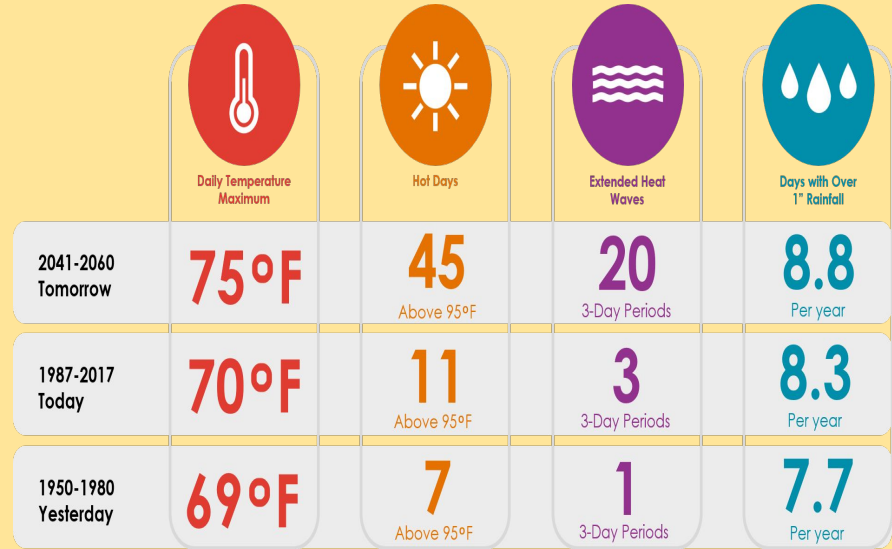 Daily Temperature
Maximum
Hot Days
Extended Heat
Waves
Days with Over
1" Rainfall
2041-2060
Tomorrow
75ºF
45
Above 95ºF
20
3-Day Periods
8.8
Per year
1987-2017
Today
70ºF
11
Above 95ºF
3
3-Day Periods
8.3
Per year
1950-1980
Yesterday
69ºF
7
Above 95ºF
1
3-Day Periods
7.7
Per year